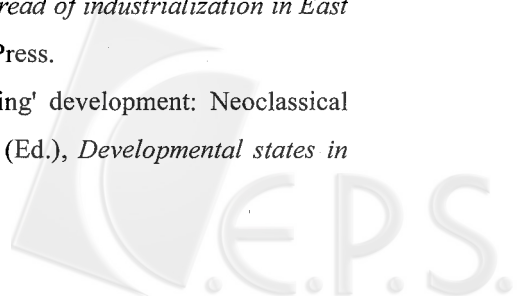 read of industrialization in East
Press.
ing' development: Neoclassical
(Ed.), Developmental states in
C.E.P.S.